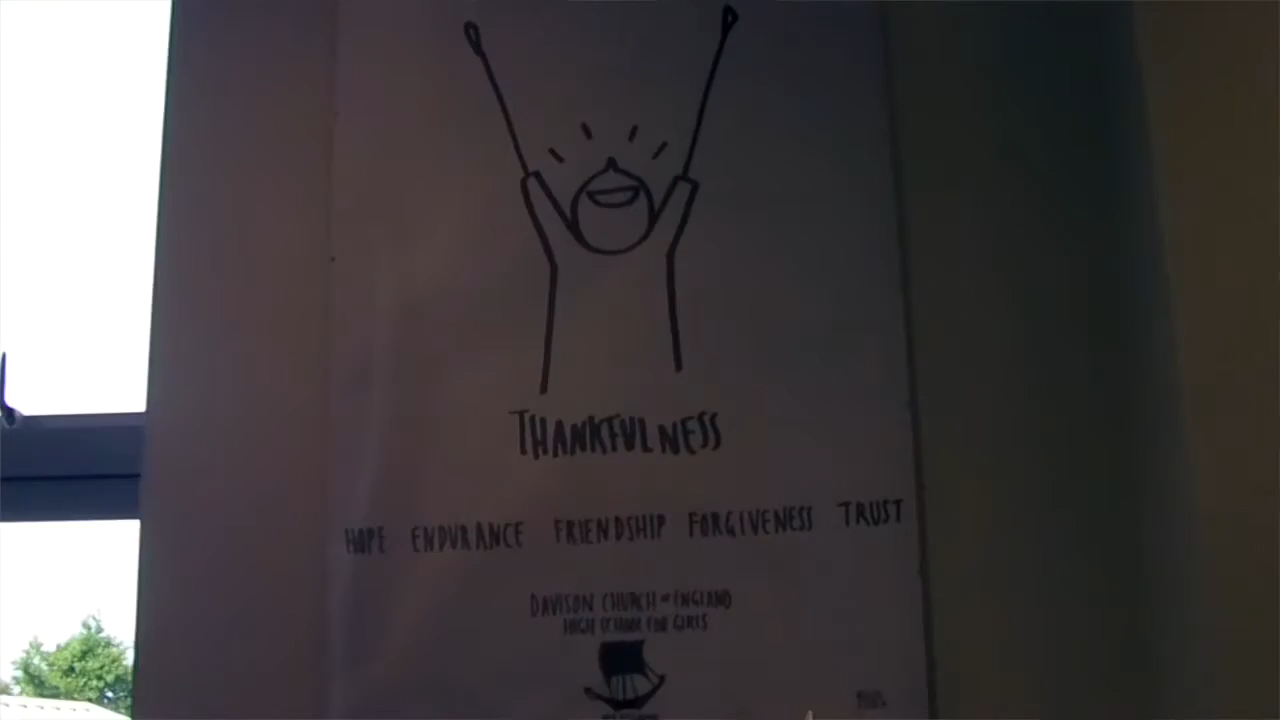 THANKFULNESS
HOPE ENDURANCE FRIENDSHIP FORGIVENESS TRUST
DAVISON CHURCH OF ENGLAND
HIGH SCHOOL FOR GIRLS